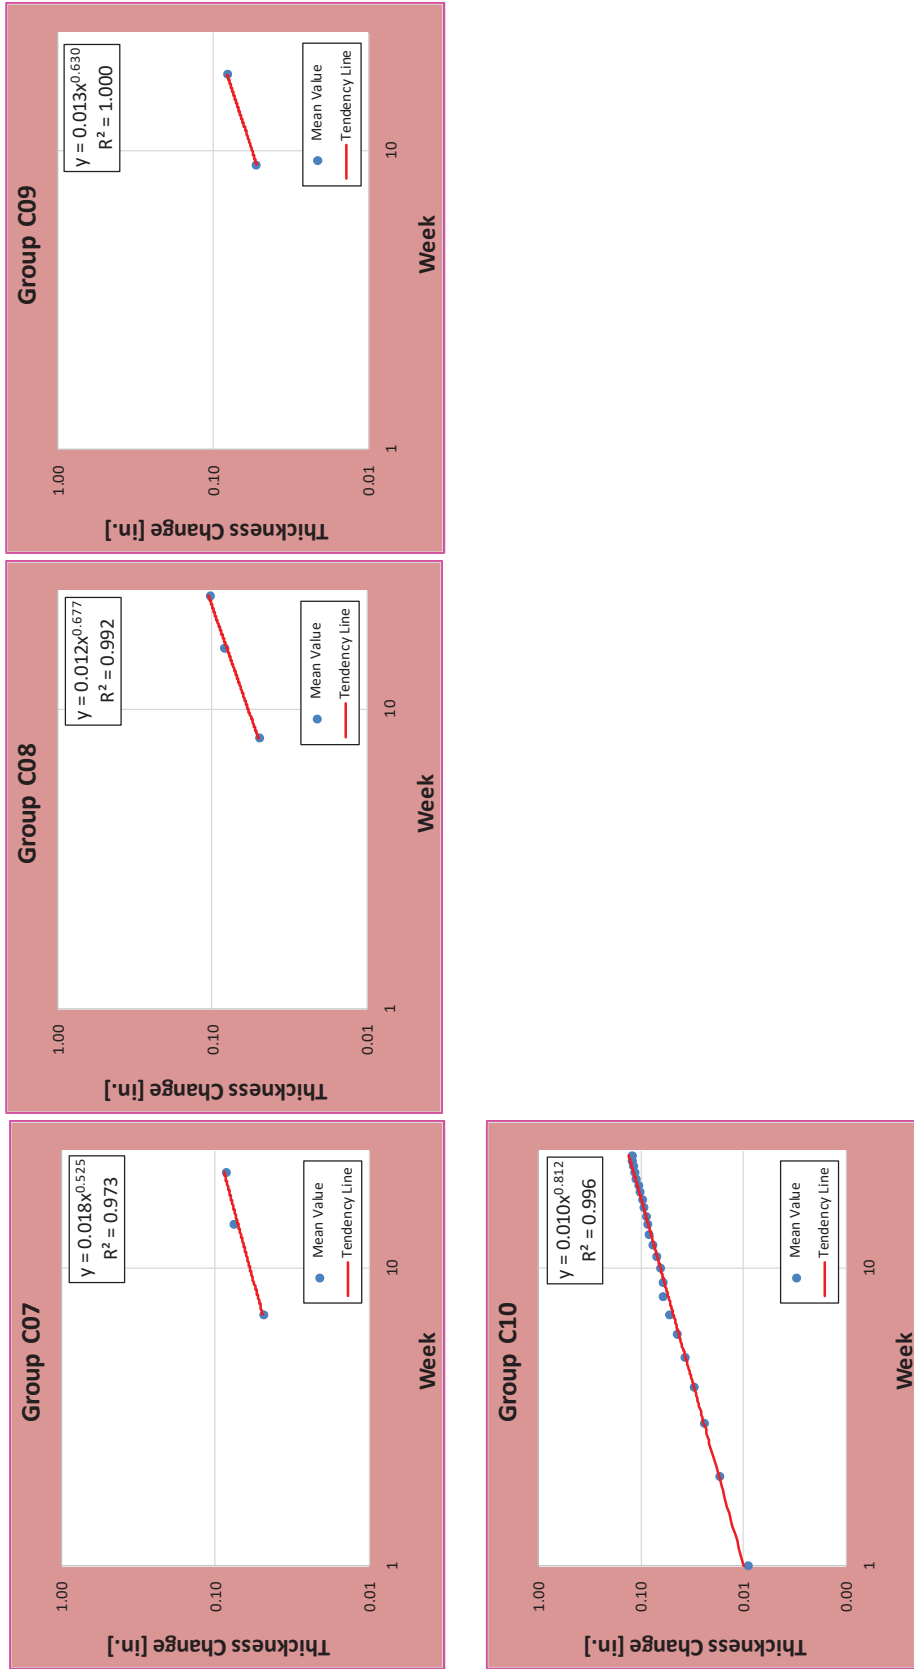 Group C07
y = 0.018x^0.525
R² = 0.973
Thickness Change [in.]
1.00
0.10
0.01
1
10
Week
Mean Value
Tendency Line
Group C08
y = 0.012x^0.677
R² = 0.992
Thickness Change [in.]
1.00
0.10
0.01
1
10
Week
Mean Value
Tendency Line
Group C09
y = 0.013x^0.630
R² = 1.000
Thickness Change [in.]
1.00
0.10
0.01
1
10
Week
Mean Value
Tendency Line
Group C10
y = 0.010x^0.812
R² = 0.996
Thickness Change [in.]
1.00
0.10
0.01
0.00
1
10
Week
Mean Value
Tendency Line